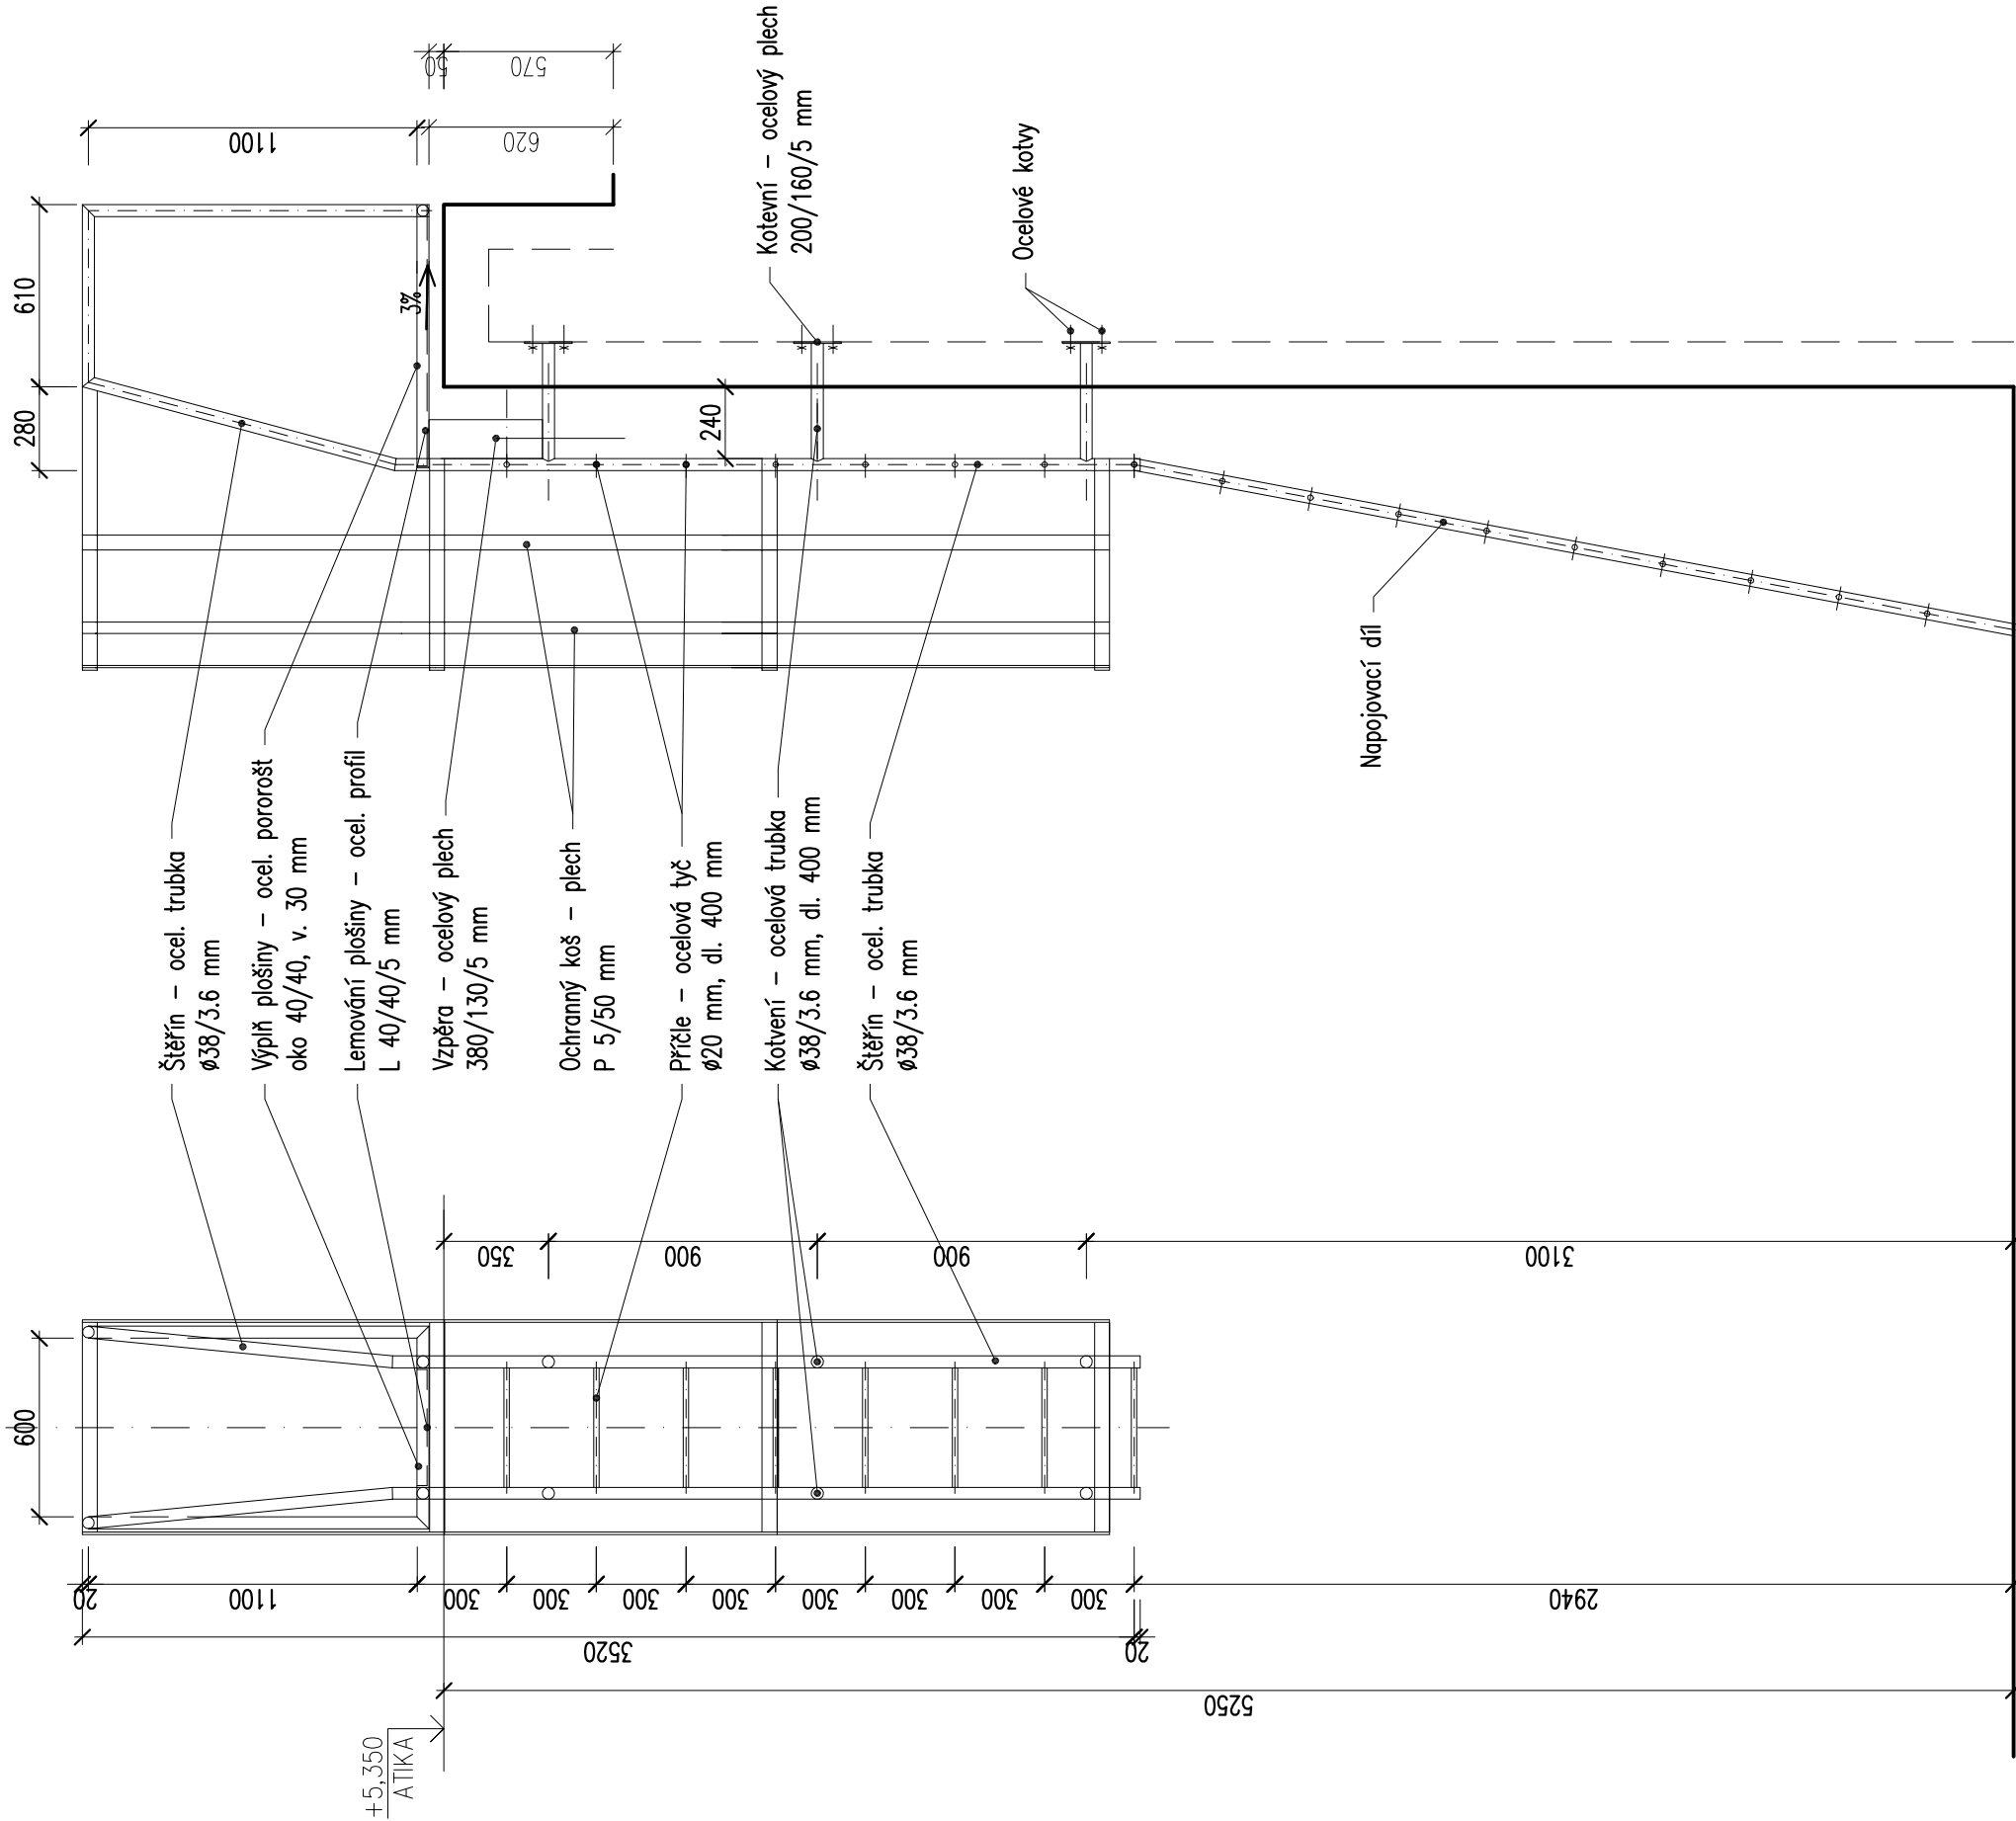 Štěřín – ocel. trubka
ø38/3.6 mm
Výplň plošiny – ocel. pororošt
oko 40/40, v. 30 mm
Lemování plošiny – ocel. profil
L 40/40/5 mm
Vzpěra – ocelový plech
380/130/5 mm
Ochranný koš – plech
P 5/50 mm
Příčle – ocelová tyč
ø20 mm, dl. 400 mm
Kotvení – ocelová trubka
ø38/3.6 mm, dl. 400 mm
Štěřín – ocel. trubka
ø38/3.6 mm
Kotevní – ocelový plech
200/160/5 mm
Ocelové kotvy
Napojovací díl
3%
610
280
240
1100
50
570
620
600
350
900
900
3100
20
1100
300
300
300
300
300
300
300
300
2940
3520
20
5250
+5,350
ATIKA